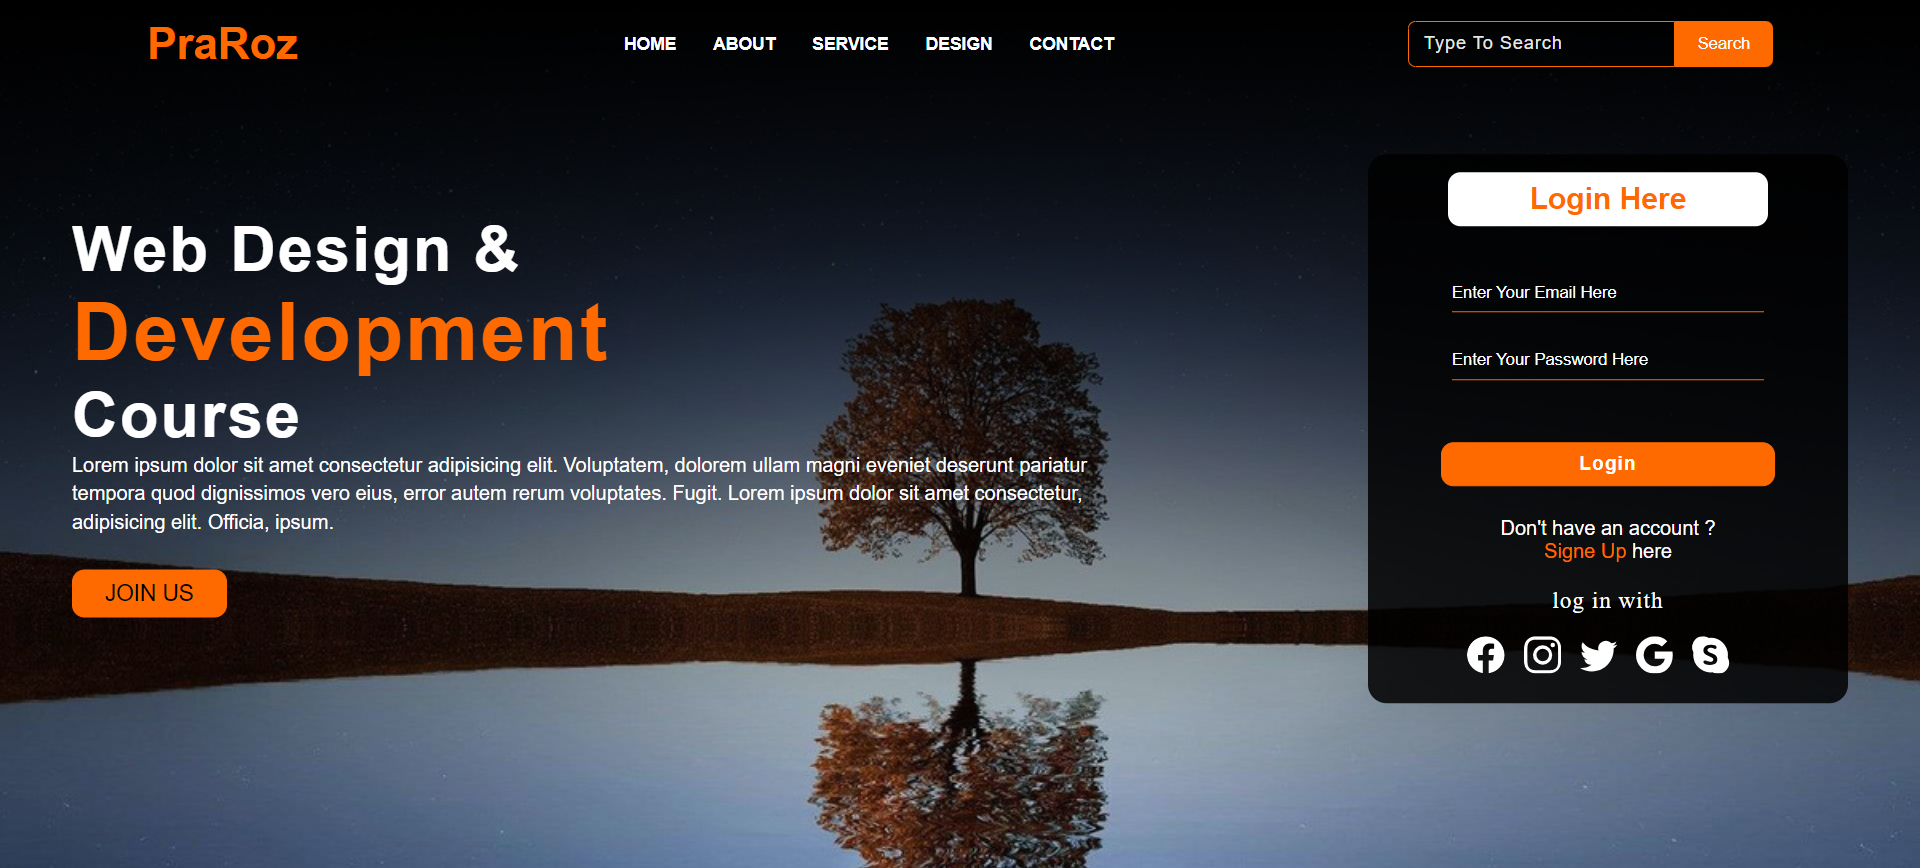 PraRoz
HOME ABOUT SERVICE DESIGN CONTACT
Type To Search Search
Web Design &
Development
Course
Lorem ipsum dolor sit amet consectetur adipisicing elit. Voluptatem, dolorem ullam magni eveniet deserunt pariatur
tempora quod dignissimos vero eius, error autem rerum voluptates. Fugit. Lorem ipsum dolor sit amet consectetur,
adipisicing elit. Officia, ipsum.
JOIN US
Login Here
Enter Your Email Here
Enter Your Password Here
Login
Don't have an account ?
Signe Up here
log in with